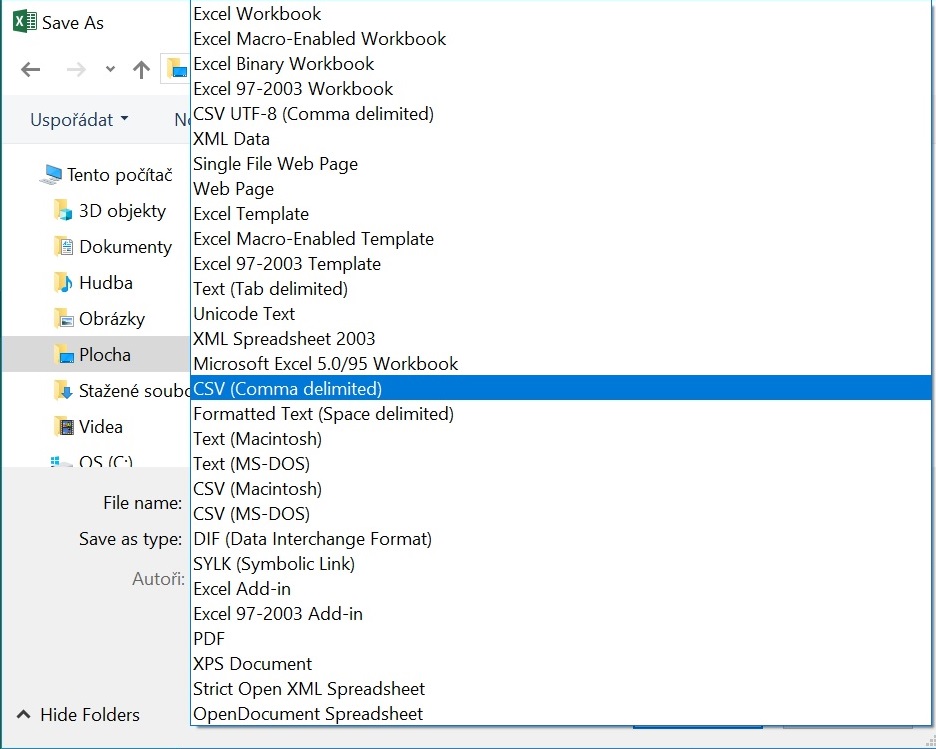 Save As
Uspořádat
Tento počítač
3D objekty
Dokumenty
Hudba
Obrázky
Plocha
Stažené
Videa
OS (C:)
File name:
Save as type:
Autoři:
Hide Folders
Excel Workbook
Excel Macro-Enabled Workbook
Excel Binary Workbook
Excel 97-2003 Workbook
CSV UTF-8 (Comma delimited)
XML Data
Single File Web Page
Web Page
Excel Template
Excel Macro-Enabled Template
Excel 97-2003 Template
Text (Tab delimited)
Unicode Text
XML Spreadsheet 2003
Microsoft Excel 5.0/95 Workbook
CSV (Comma delimited)
Formatted Text (Space delimited)
Text (Macintosh)
Text (MS-DOS)
CSV (Macintosh)
CSV (MS-DOS)
DIF (Data Interchange Format)
SYLK (Symbolic Link)
Excel Add-in
Excel 97-2003 Add-in
PDF
XPS Document
Strict Open XML Spreadsheet
OpenDocument Spreadsheet